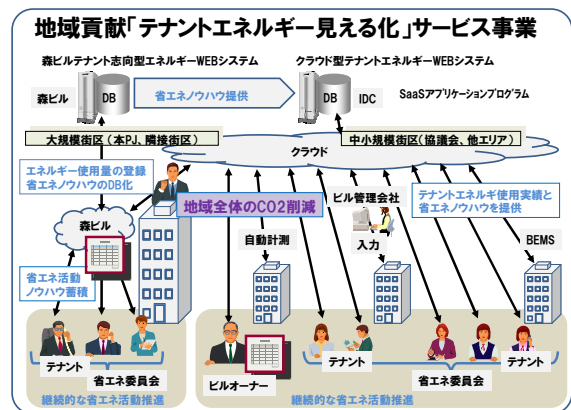 地域貢献「テナントエネルギー見える化」サービス事業
森ビルテナント志向型エネルギーWEBシステム
クラウド型テナントエネルギーWEBシステム
森ビル
DB
省エネノウハウ提供
DB
IDC
SaaSアプリケーションプログラム
大規模街区(本PJ、隣接街区)
クラウド
中小規模街区(協議会、他エリア)
エネルギー使用量の登録
省エネノウハウのDB化
地域全体のCO2削減
ビル管理会社
テナントエネルギ使用実績と
省エネノウハウを提供
森ビル
自動計測
入力
BEMS
省エネ活動
ノウハウ蓄積
テナント
省エネ委員会
ビルオーナー
テナント
省エネ委員会
テナント
継続的な省エネ活動推進
継続的な省エネ活動推進